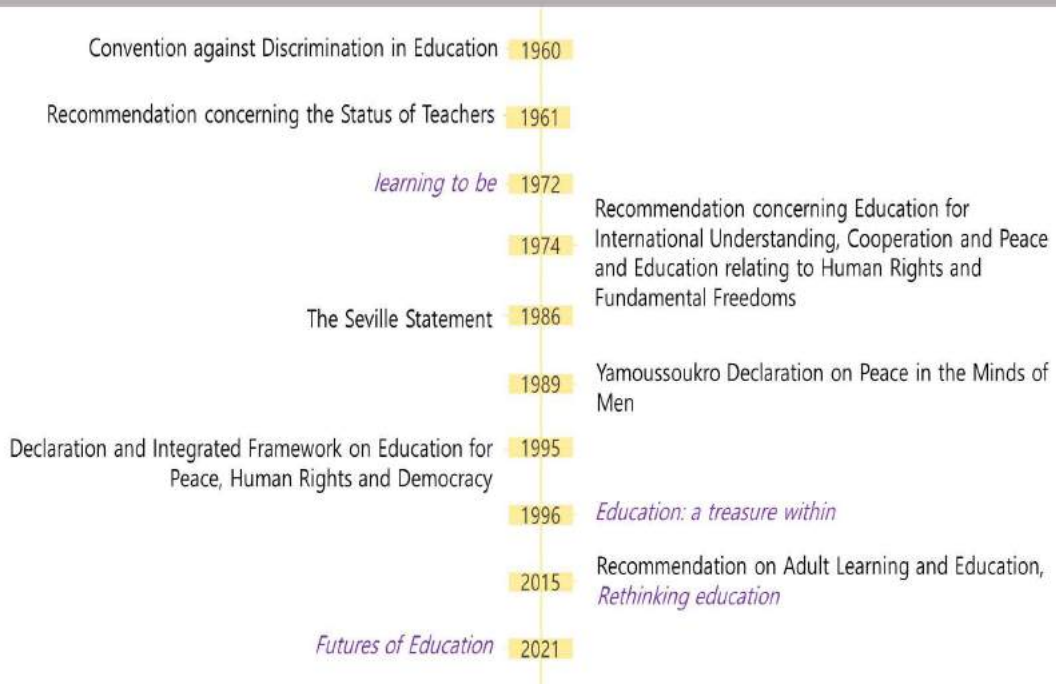 Convention against Discrimination in Education 1960
Recommendation concerning the Status of Teachers 1961
learning to be 1972
1974 Recommendation concerning Education for
International Understanding, Cooperation and Peace
and Education relating to Human Rights and
Fundamental Freedoms
The Seville Statement 1986
1989 Yamoussoukro Declaration on Peace in the Minds of
Men
Declaration and Integrated Framework on Education for 1995
Peace, Human Rights and Democracy
1996 Education: a treasure within
2015 Recommendation on Adult Learning and Education,
Rethinking education
Futures of Education 2021